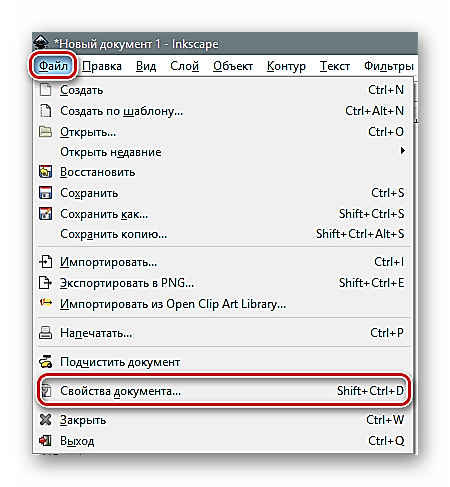 *Новый документ 1 - Inkscape
Файл Правка Вид Слой Объект Контур Текст Фильтры
Создать Ctrl+N
Создать по шаблону... Ctrl+Alt+N
Открыть... Ctrl+O
Открыть недавние
Восстановить
Сохранить Ctrl+S
Сохранить как... Shift+Ctrl+S
Сохранить копию... Shift+Ctrl+Alt+S
Импортировать... Ctrl+I
Экспортировать в PNG... Shift+Ctrl+E
Импортировать из Open Clip Art Library...
Напечатать... Ctrl+P
Подчистить документ
Свойства документа... Shift+Ctrl+D
Закрыть Ctrl+W
Выход Ctrl+Q